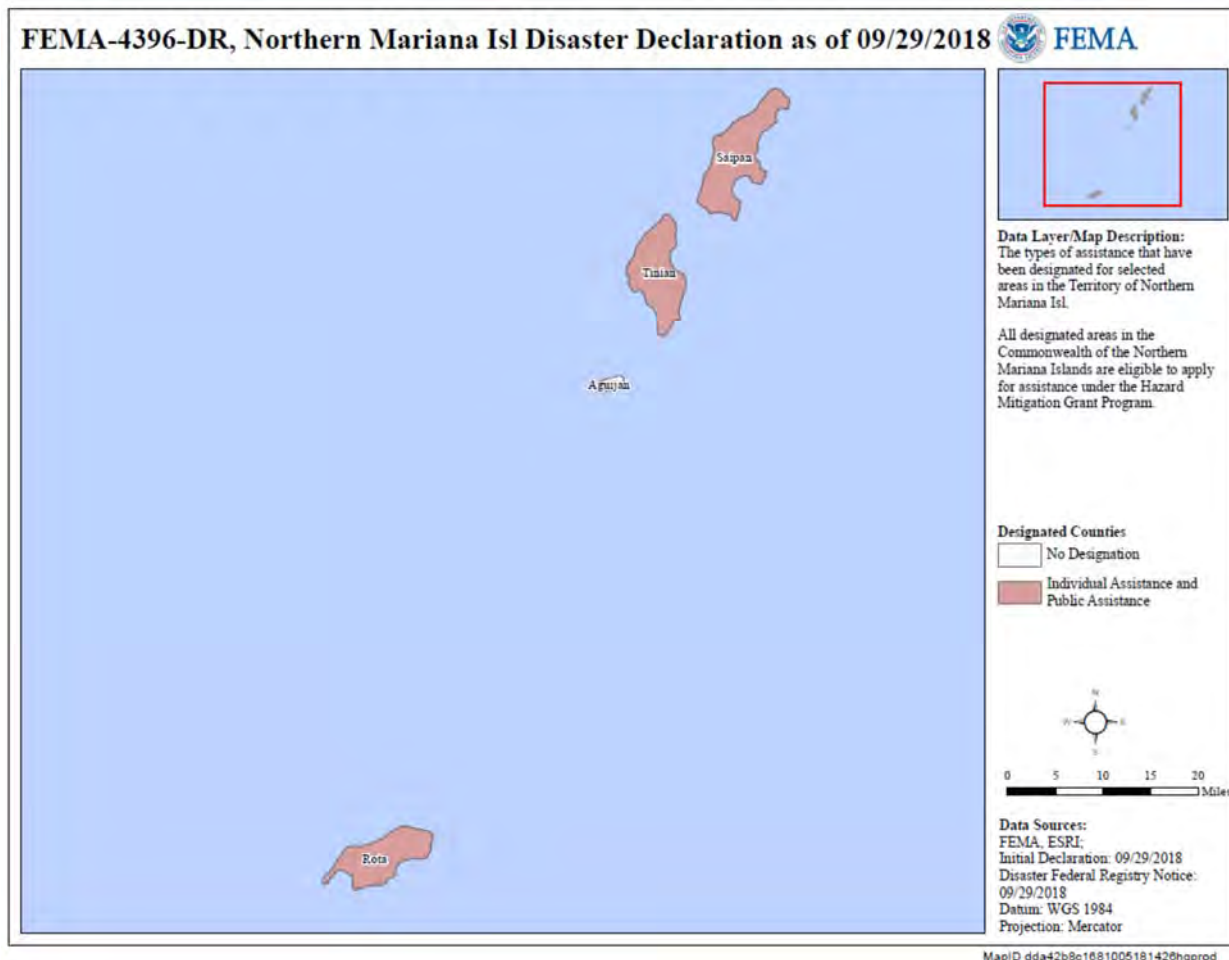 FEMA-4396-DR, Northern Mariana Isl Disaster Declaration as of 09/29/2018
FEMA
Saipan
Tinian
Aguijan
Rota
Data Layer/Map Description:
The types of assistance that have
been designated for selected
areas in the Territory of Northern
Mariana Isl.
All designated areas in the
Commonwealth of the Northern
Mariana Islands are eligible to apply
for assistance under the Hazard
Mitigation Grant Program.
Designated Counties
No Designation
Individual Assistance and
Public Assistance
N
W E
S
0 5 10 15 20
Miles
Data Sources:
FEMA, ESRI;
Initial Declaration: 09/29/2018
Disaster Federal Registry Notice:
09/29/2018
Datum: WGS 1984
Projection: Mercator
MapID dda42b8c1681005181426hqprod